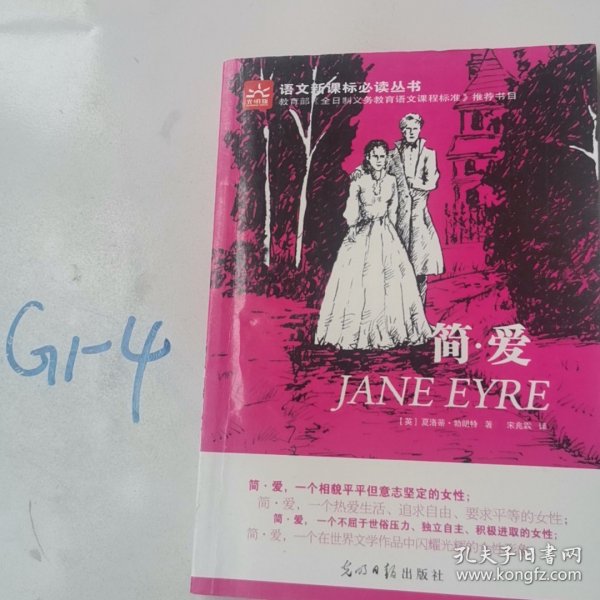 G1-4
光明版
语文新课标必读丛书
教育部《全日制义务教育语文课程标准》推荐书目
简·爱
JANE EYRE
[英] 夏洛蒂·勃朗特 著 宋兆霖 译
简·爱，一个相貌平平但意志坚定的女性；
简·爱，一个热爱生活、追求自由、要求平等的女性；
简·爱，一个不屈于世俗压力、独立自主、积极进取的女性；
简·爱，一个在世界文学作品中闪耀光辉的女性
光明日报出版社
孔夫子旧书网
www.kongfz.com